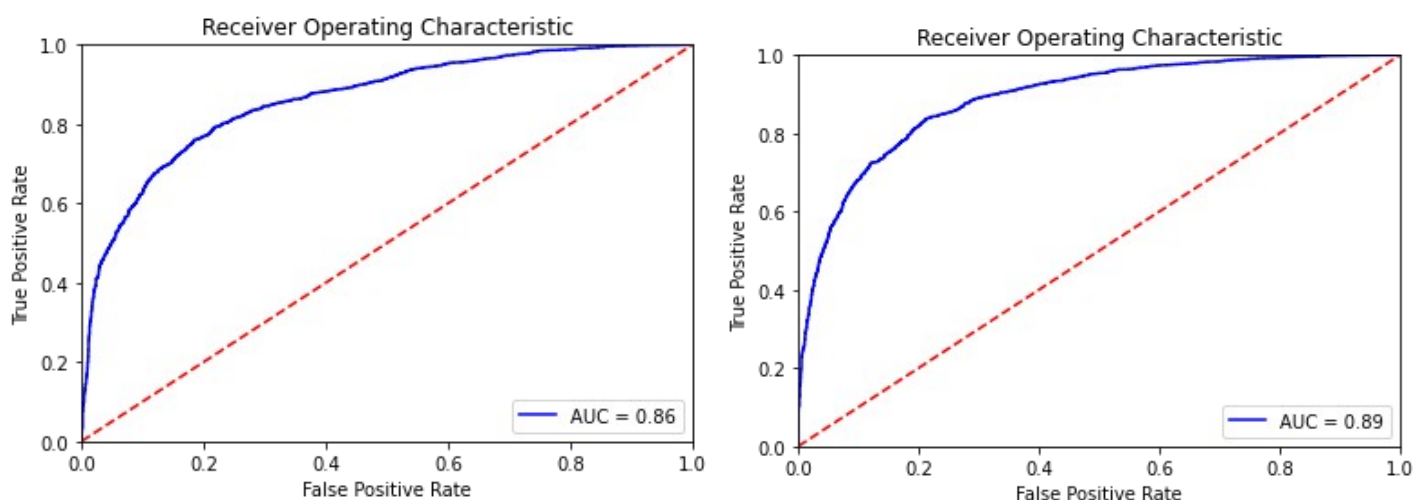 Receiver Operating Characteristic
1.0
0.8
0.6
0.4
0.2
0.0
True Positive Rate
AUC = 0.86
0.0 0.2 0.4 0.6 0.8 1.0
False Positive Rate
Receiver Operating Characteristic
1.0
0.8
0.6
0.4
0.2
0.0
True Positive Rate
AUC = 0.89
0.0 0.2 0.4 0.6 0.8 1.0
False Positive Rate